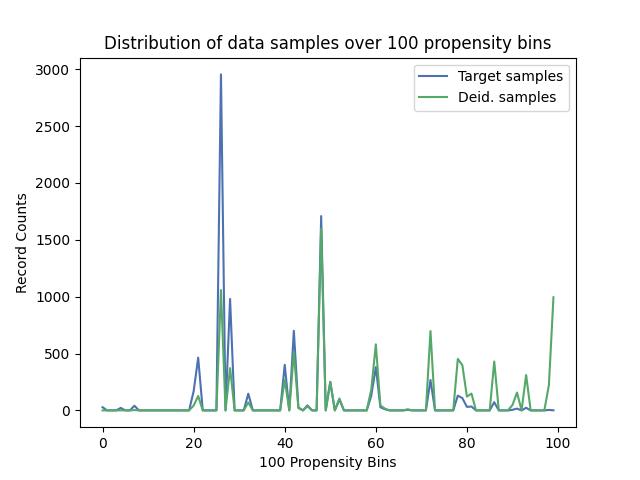 Distribution of data samples over 100 propensity bins
Target samples
Deid. samples
3000
2500
2000
1500
1000
500
0
Record Counts
0 20 40 60 80 100
100 Propensity Bins